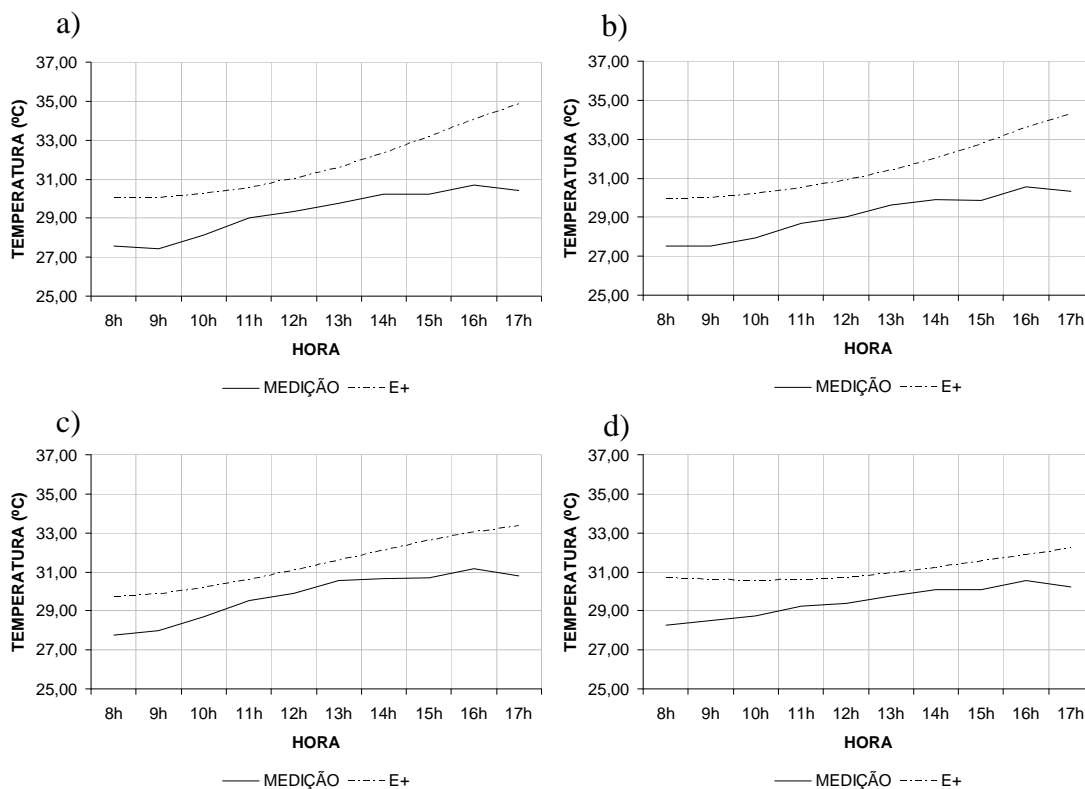 a)
TEMPERATURA (ºC)
37,00
35,00
33,00
31,00
29,00
27,00
25,00
8h 9h 10h 11h 12h 13h 14h 15h 16h 17h
HORA
MEDIÇÃO E+
b)
TEMPERATURA (ºC)
37,00
35,00
33,00
31,00
29,00
27,00
25,00
8h 9h 10h 11h 12h 13h 14h 15h 16h 17h
HORA
MEDIÇÃO E+
c)
TEMPERATURA (ºC)
37,00
35,00
33,00
31,00
29,00
27,00
25,00
8h 9h 10h 11h 12h 13h 14h 15h 16h 17h
HORA
MEDIÇÃO E+
d)
TEMPERATURA (ºC)
37,00
35,00
33,00
31,00
29,00
27,00
25,00
8h 9h 10h 11h 12h 13h 14h 15h 16h 17h
HORA
MEDIÇÃO E+